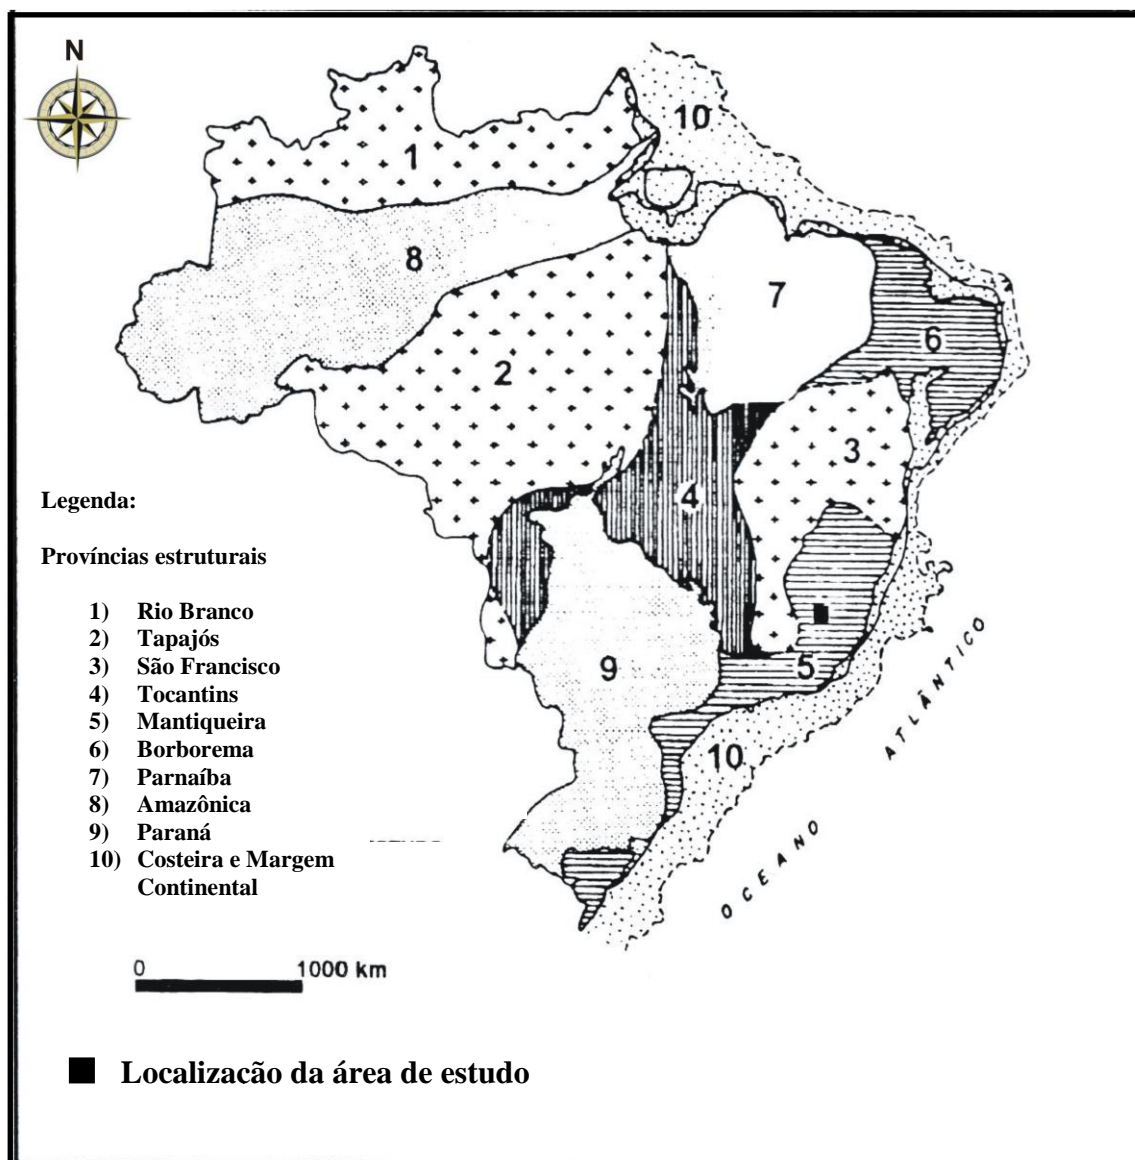 N
10
1
8
7
6
2
3
4
Legenda:
Províncias estruturais
1) Rio Branco
2) Tapajós
3) São Francisco
4) Tocantins
5) Mantiqueira
6) Borborema
7) Parnaíba
8) Amazônica
9) Paraná
10) Costeira e Margem
Continental
9
5
10
OCEANO ATLÂNTICO
0 1000 km
Localizacão da área de estudo